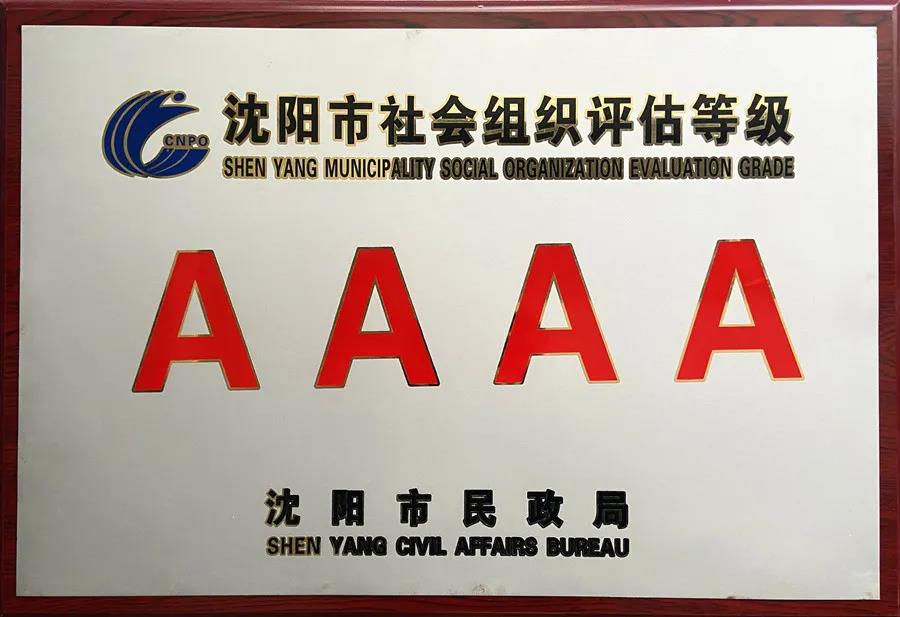 CNPO
沈阳市社会组织评估等级
SHEN YANG MUNICIPALITY SOCIAL ORGANIZATION EVALUATION GRADE
A A A A
沈阳市民政局
SHEN YANG CIVIL AFFAIRS BUREAU